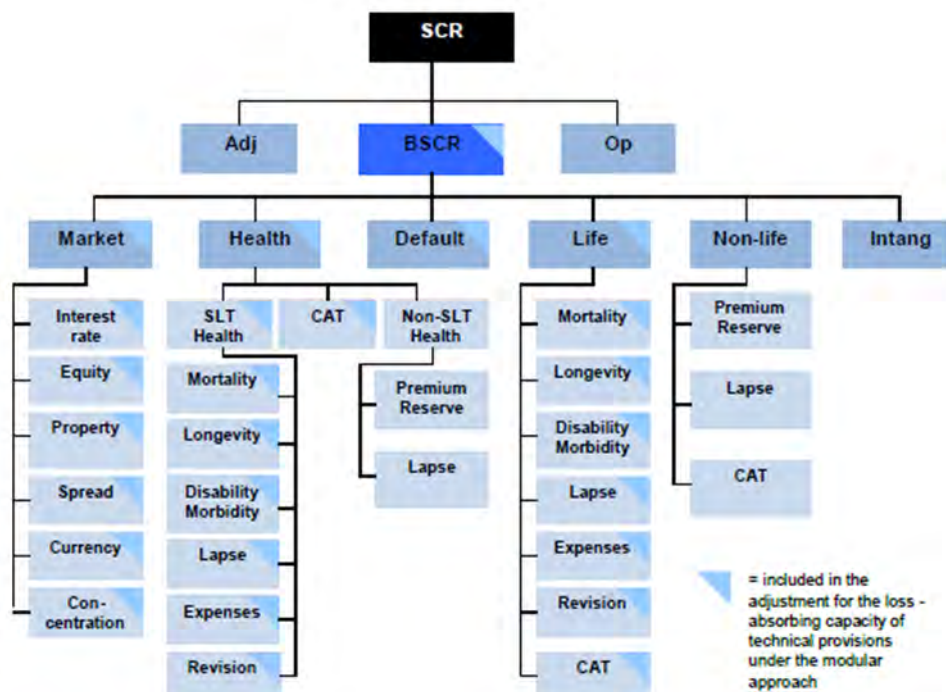 SCR
Adj
BSCR
Op
Market
Health
Default
Life
Non-life
Intang
Interest
rate
Equity
Property
Spread
Currency
Con-
centration
SLT
Health
CAT
Non-SLT
Health
Mortality
Longevity
Disability
Morbidity
Lapse
Expenses
Revision
Premium
Reserve
Lapse
Mortality
Longevity
Disability
Morbidity
Lapse
Expenses
Revision
CAT
Premium
Reserve
Lapse
CAT
= included in the
adjustment for the loss -
absorbing capacity of
technical provisions
under the modular
approach